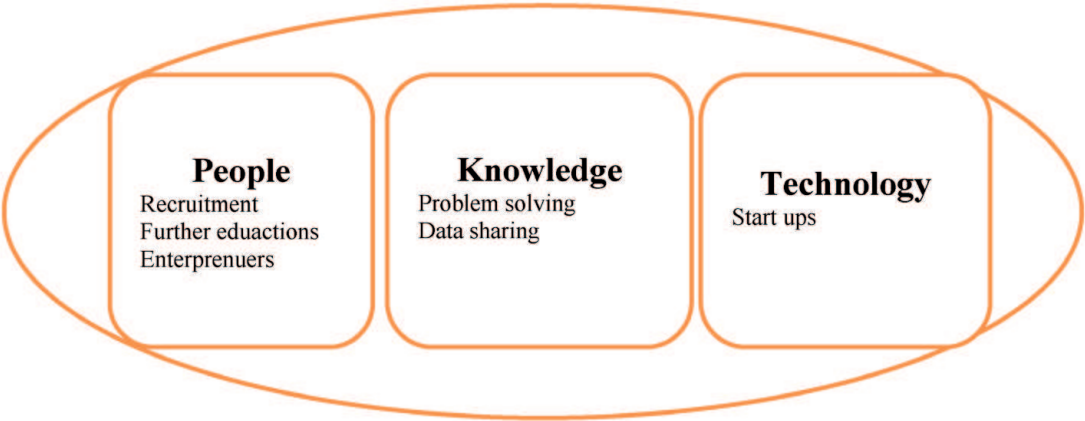 People
Recruitment
Further eduactions
Enterprenuers
Knowledge
Problem solving
Data sharing
Technology
Start ups